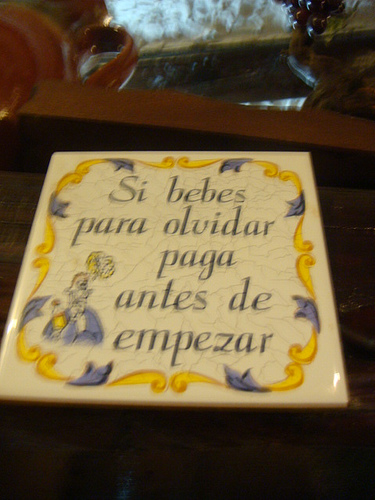 Si bebes
para olvidar
paga
antes de
empezar